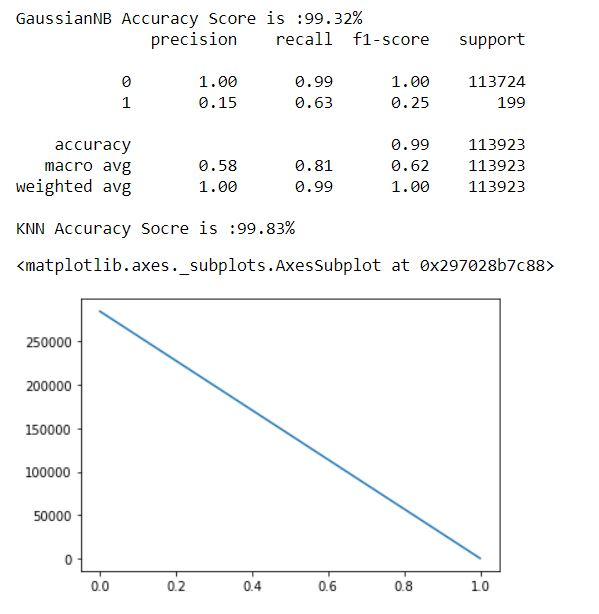 GaussianNB Accuracy Score is :99.32%
precision recall f1-score support
0 1.00 0.99 1.00 113724
1 0.15 0.63 0.25 199
accuracy 0.99 113923
macro avg 0.58 0.81 0.62 113923
weighted avg 1.00 0.99 1.00 113923
KNN Accuracy Socre is :99.83%
<matplotlib.axes._subplots.AxesSubplot at 0x297028b7c88>
250000
200000
150000
100000
50000
0
0.0 0.2 0.4 0.6 0.8 1.0